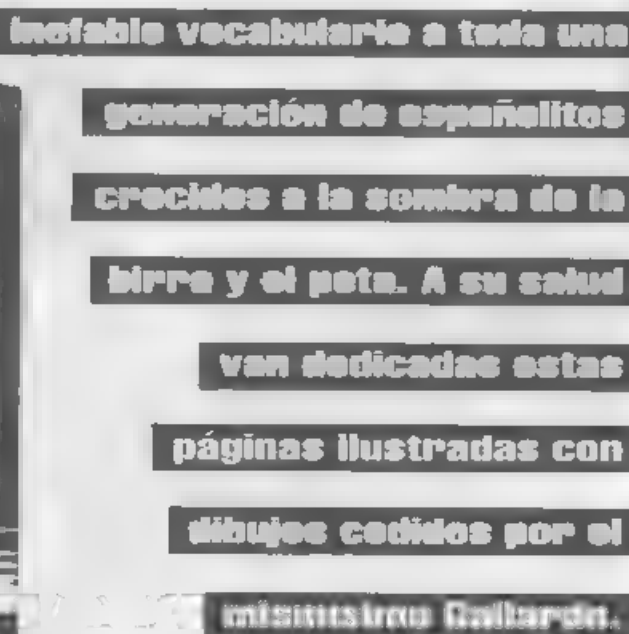 inefable vocabulario a toda una
generación de españolitos
crecidos a la sombra de la
birra y el peta. A su salud
van dedicadas estas
páginas ilustradas con
dibujos cedidos por el
mismísimo Gallardo.